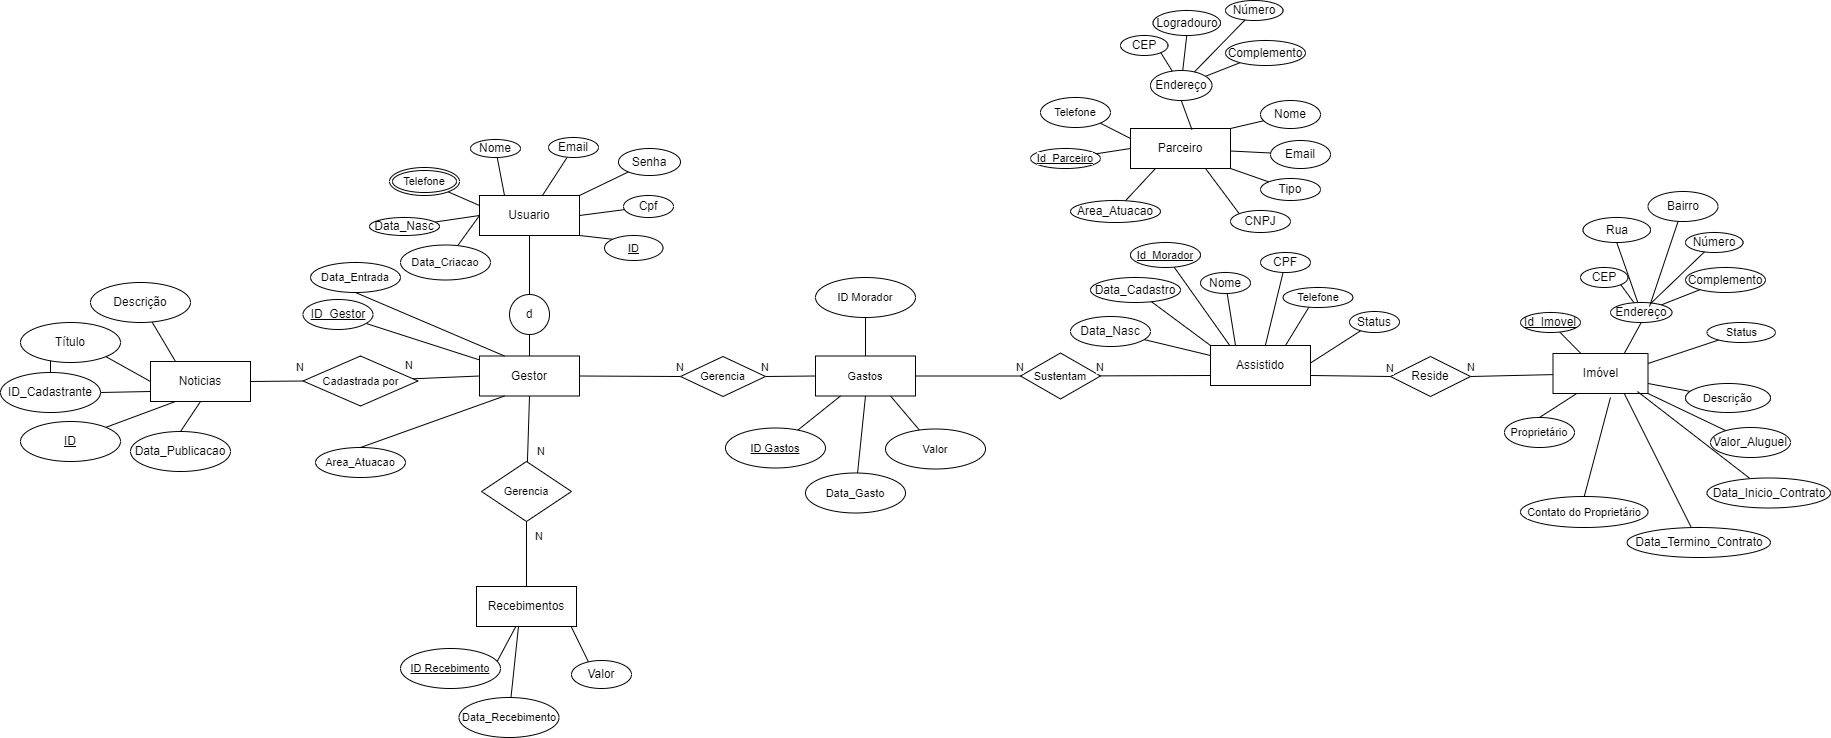 Número
Logradouro
CEP
Complemento
Endereço
Telefone
Nome
Parceiro
Id_Parceiro
Email
Tipo
Area_Atuacao
CNPJ
Nome
Email
Senha
Telefone
Usuario
Cpf
Data_Nasc
Data_Criacao
ID
Data_Entrada
ID_Gestor
d
Descrição
Título
ID_Cadastrante
ID
Data_Publicacao
Noticias
N
Cadastrada por
N
Gestor
Area_Atuacao
N
Gerencia
N
Recebimentos
ID Recebimento
Valor
Data_Recebimento
N
Gerencia
N
ID Morador
Gastos
ID Gastos
Valor
Data_Gasto
N
Sustentam
N
Id_Morador
CPF
Data_Cadastro
Nome
Telefone
Data_Nasc
Status
Assistido
N
Reside
N
Bairro
Rua
Número
CEP
Complemento
Endereço
Id_Imovel
Status
Imóvel
Descrição
Proprietário
Valor_Aluguel
Data_Inicio_Contrato
Contato do Proprietário
Data_Termino_Contrato